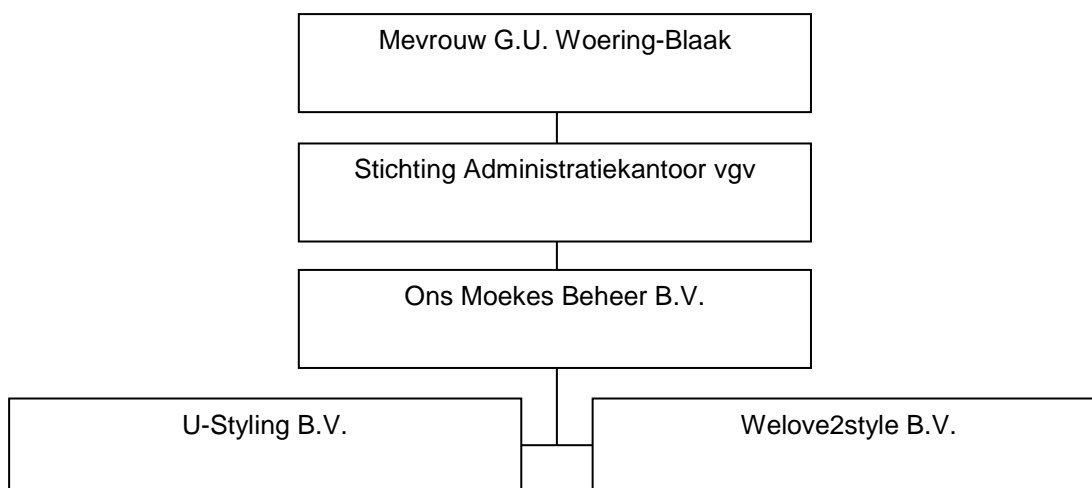 Mevrouw G.U. Woering-Blaak
Stichting Administratiekantoor vgv
Ons Moekes Beheer B.V.
U-Styling B.V.
Welove2style B.V.